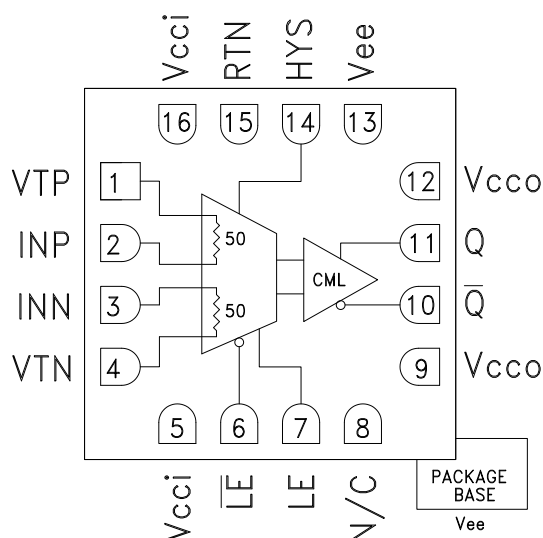 Vcci
RTN
HYS
Vee
16
15
14
13
VTP
1
12
Vcco
50
INP
2
11
Q
CML
INN
3
50
10
Q̅
VTN
4
9
Vcco
5
6
7
8
Vcci
L̅E̅
LE
N/C
PACKAGE
BASE
Vee